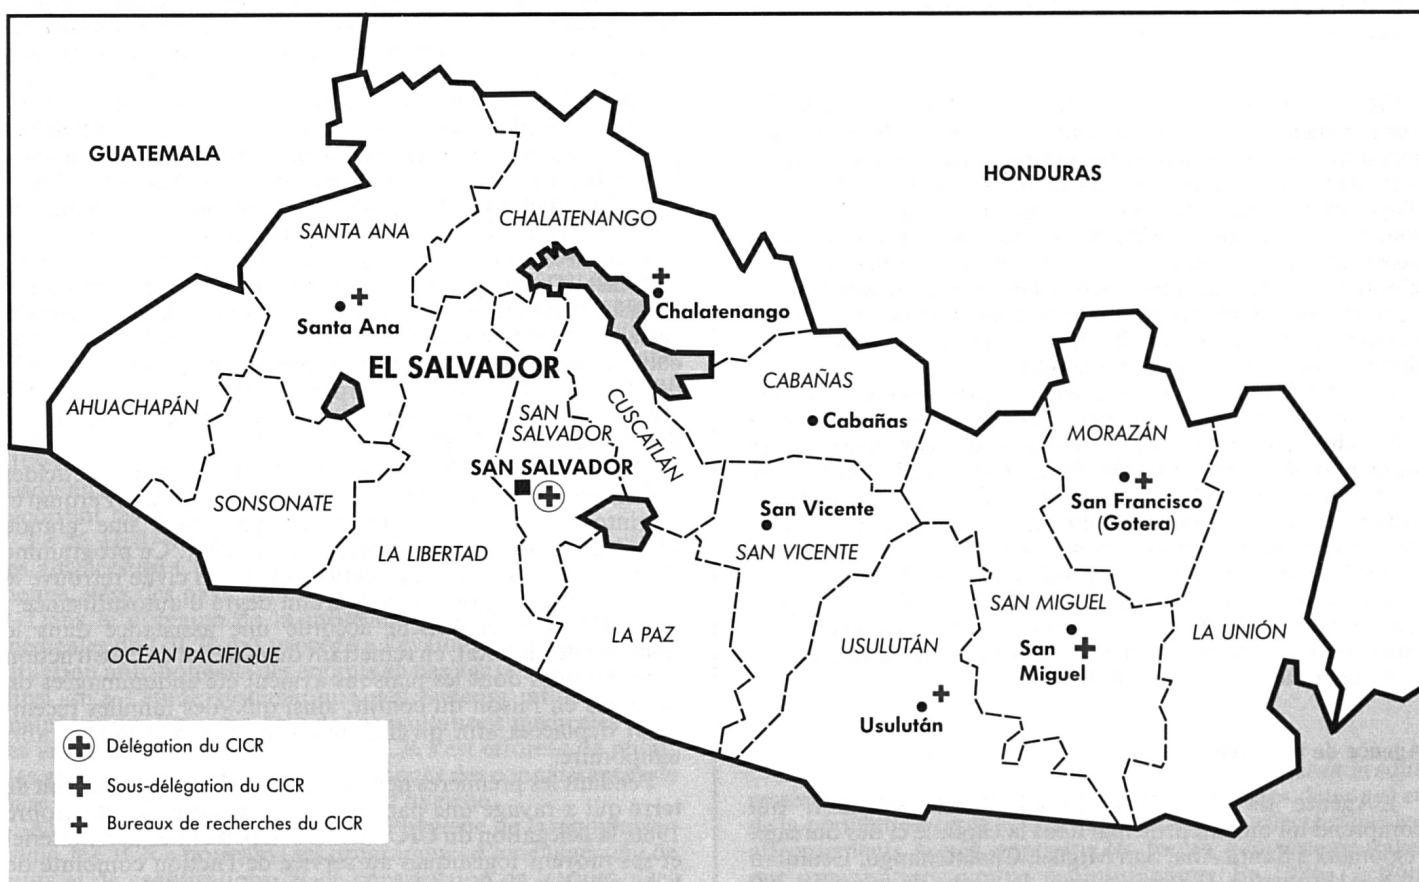 GUATEMALA
HONDURAS
SANTA ANA
CHALATENANGO
Santa Ana
Chalatenango
EL SALVADOR
AHUACHAPÁN
CABAÑAS
CUSCATLÁN
SAN
SALVADOR
Cabañas
MORAZÁN
SAN SALVADOR
SONSONATE
San Vicente
San Francisco
(Gotera)
LA LIBERTAD
SAN VICENTE
SAN MIGUEL
LA PAZ
USULUTÁN
LA UNIÓN
San
Miguel
OCÉAN PACIFIQUE
Usulután
Délégation du CICR
Sous-délégation du CICR
Bureaux de recherches du CICR